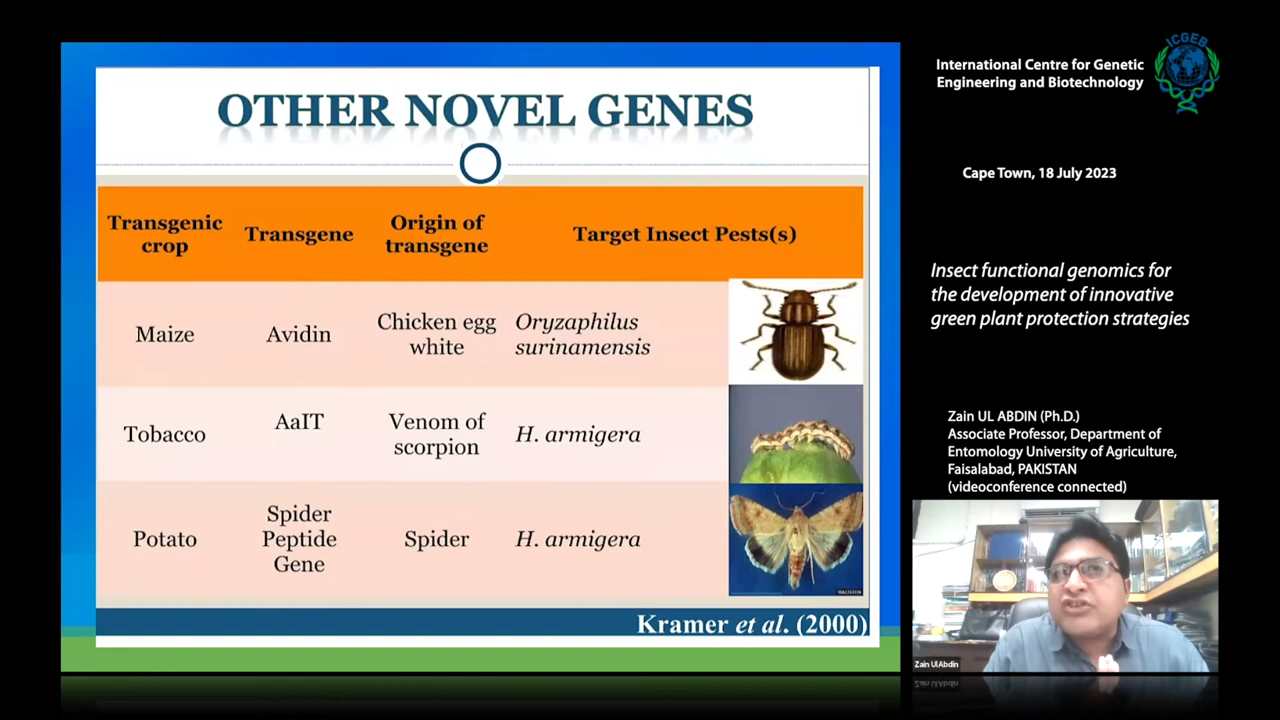 OTHER NOVEL GENES
Transgenic crop
Transgene
Origin of transgene
Target Insect Pests(s)
Maize
Avidin
Chicken egg white
Oryzaphilus surinamensis
Tobacco
AaIT
Venom of scorpion
H. armigera
Potato
Spider Peptide Gene
Spider
H. armigera
Kramer et al. (2000)
International Centre for Genetic
Engineering and Biotechnology
ICGEB
Cape Town, 18 July 2023
Insect functional genomics for
the development of innovative
green plant protection strategies
Zain UL ABDIN (Ph.D.)
Associate Professor, Department of
Entomology University of Agriculture,
Faisalabad, PAKISTAN
(videoconference connected)
Zain UlAbdin